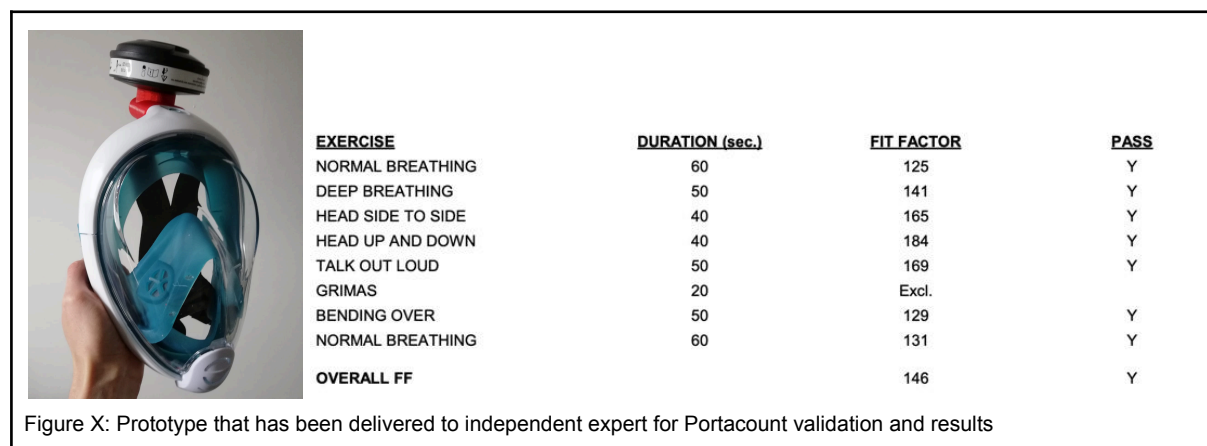 EXERCISE DURATION (sec.) FIT FACTOR PASS
NORMAL BREATHING 60 125 Y
DEEP BREATHING 50 141 Y
HEAD SIDE TO SIDE 40 165 Y
HEAD UP AND DOWN 40 184 Y
TALK OUT LOUD 50 169 Y
GRIMAS 20 Excl.
BENDING OVER 50 129 Y
NORMAL BREATHING 60 131 Y
OVERALL FF 146 Y
Figure X: Prototype that has been delivered to independent expert for Portacount validation and results